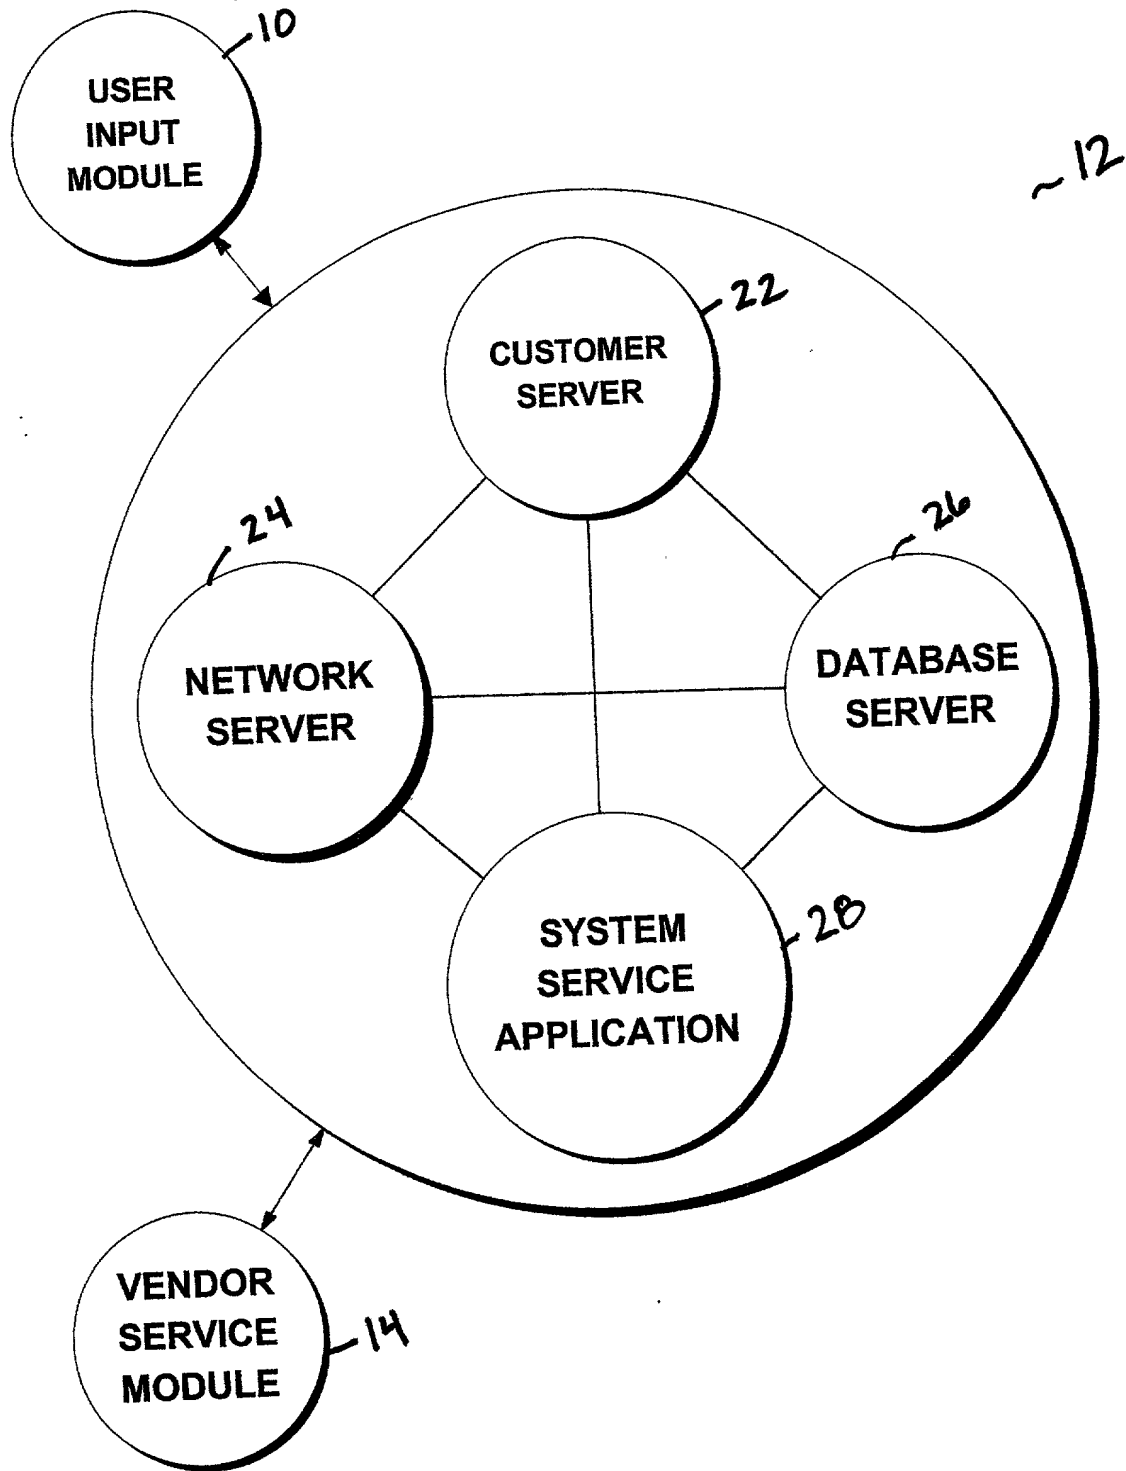 10
USER
INPUT
MODULE
~12
22
CUSTOMER
SERVER
24
26
NETWORK
SERVER
DATABASE
SERVER
28
SYSTEM
SERVICE
APPLICATION
VENDOR
SERVICE
MODULE
14